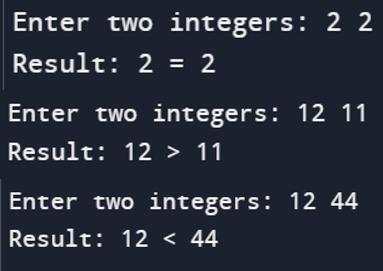 Enter two integers: 2 2
Result: 2 = 2
Enter two integers: 12 11
Result: 12 > 11
Enter two integers: 12 44
Result: 12 < 44